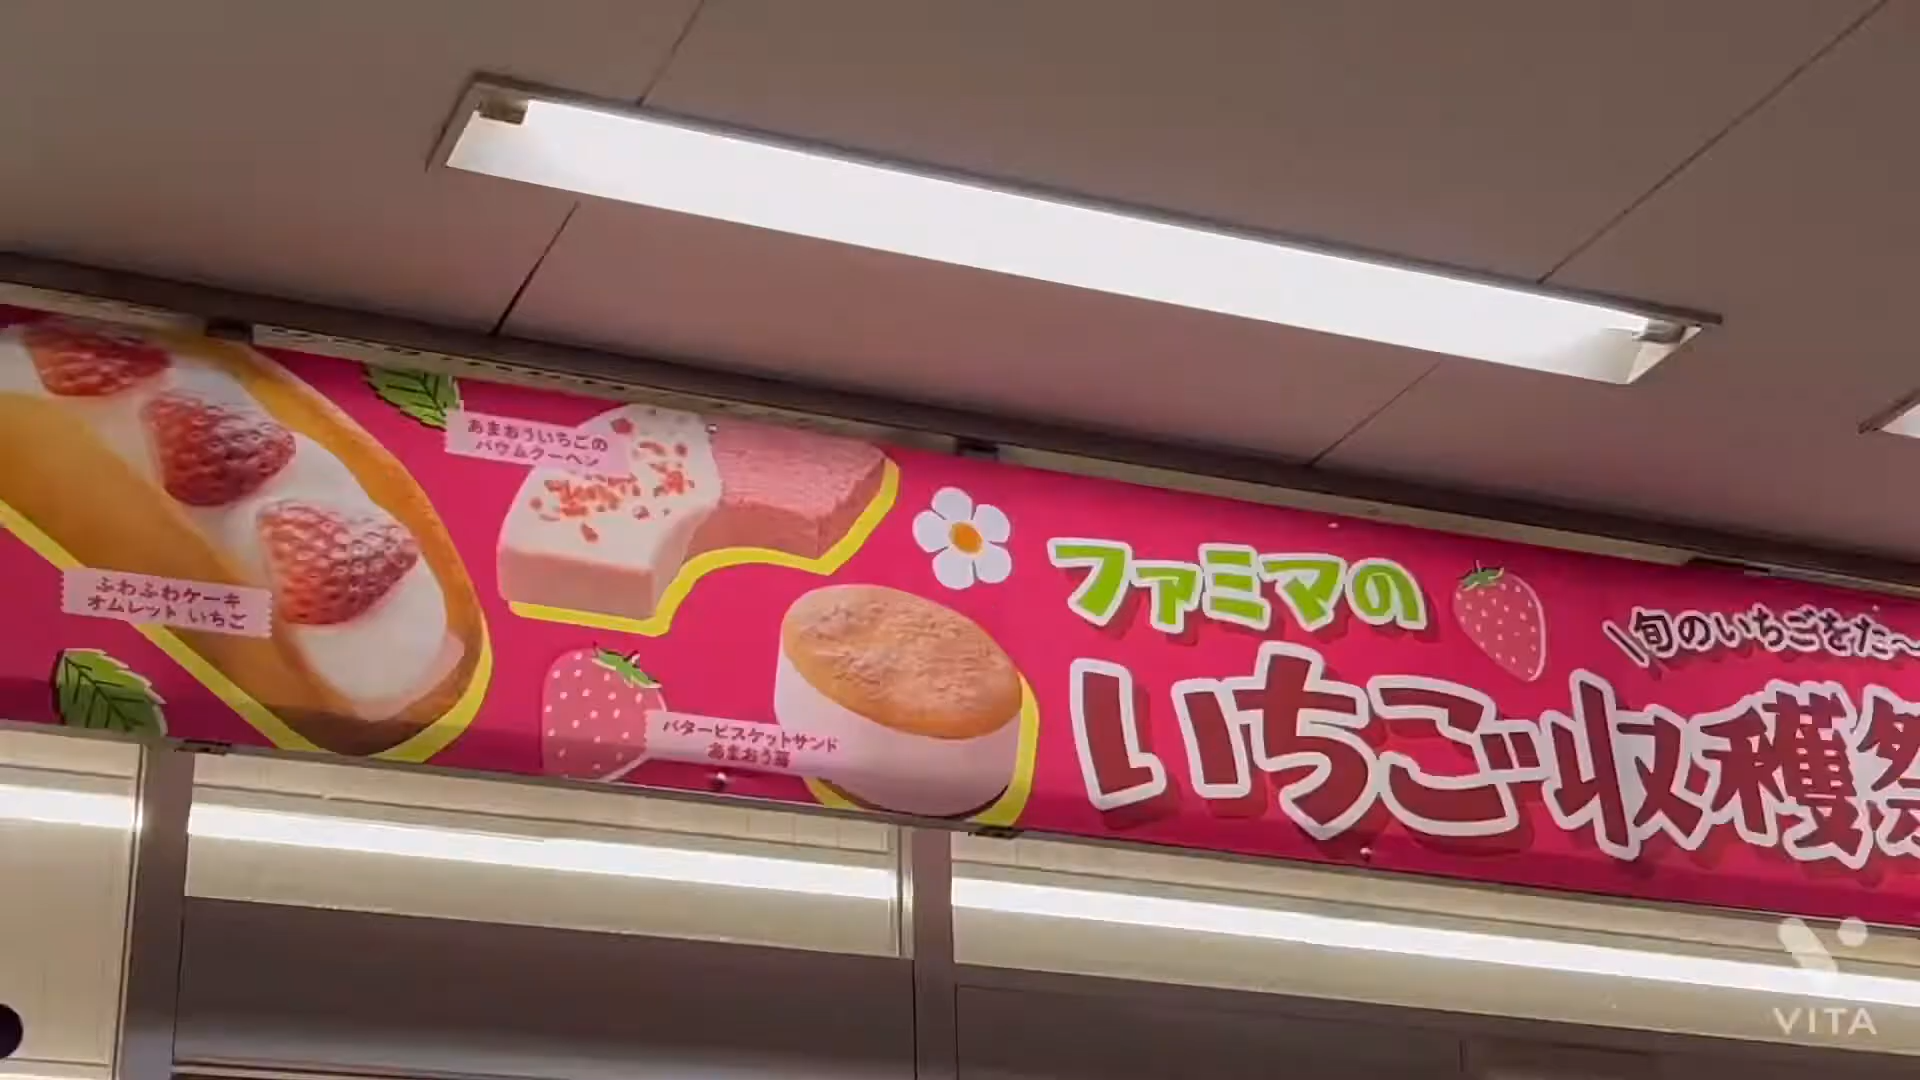 あまおういちごの
バウムクーヘン
ふわふわケーキ
オムレット いちご
バタービスケットサンド
あまおう苺
ファミマの
\旬のいちごをた〜
いちご収穫祭
VITA